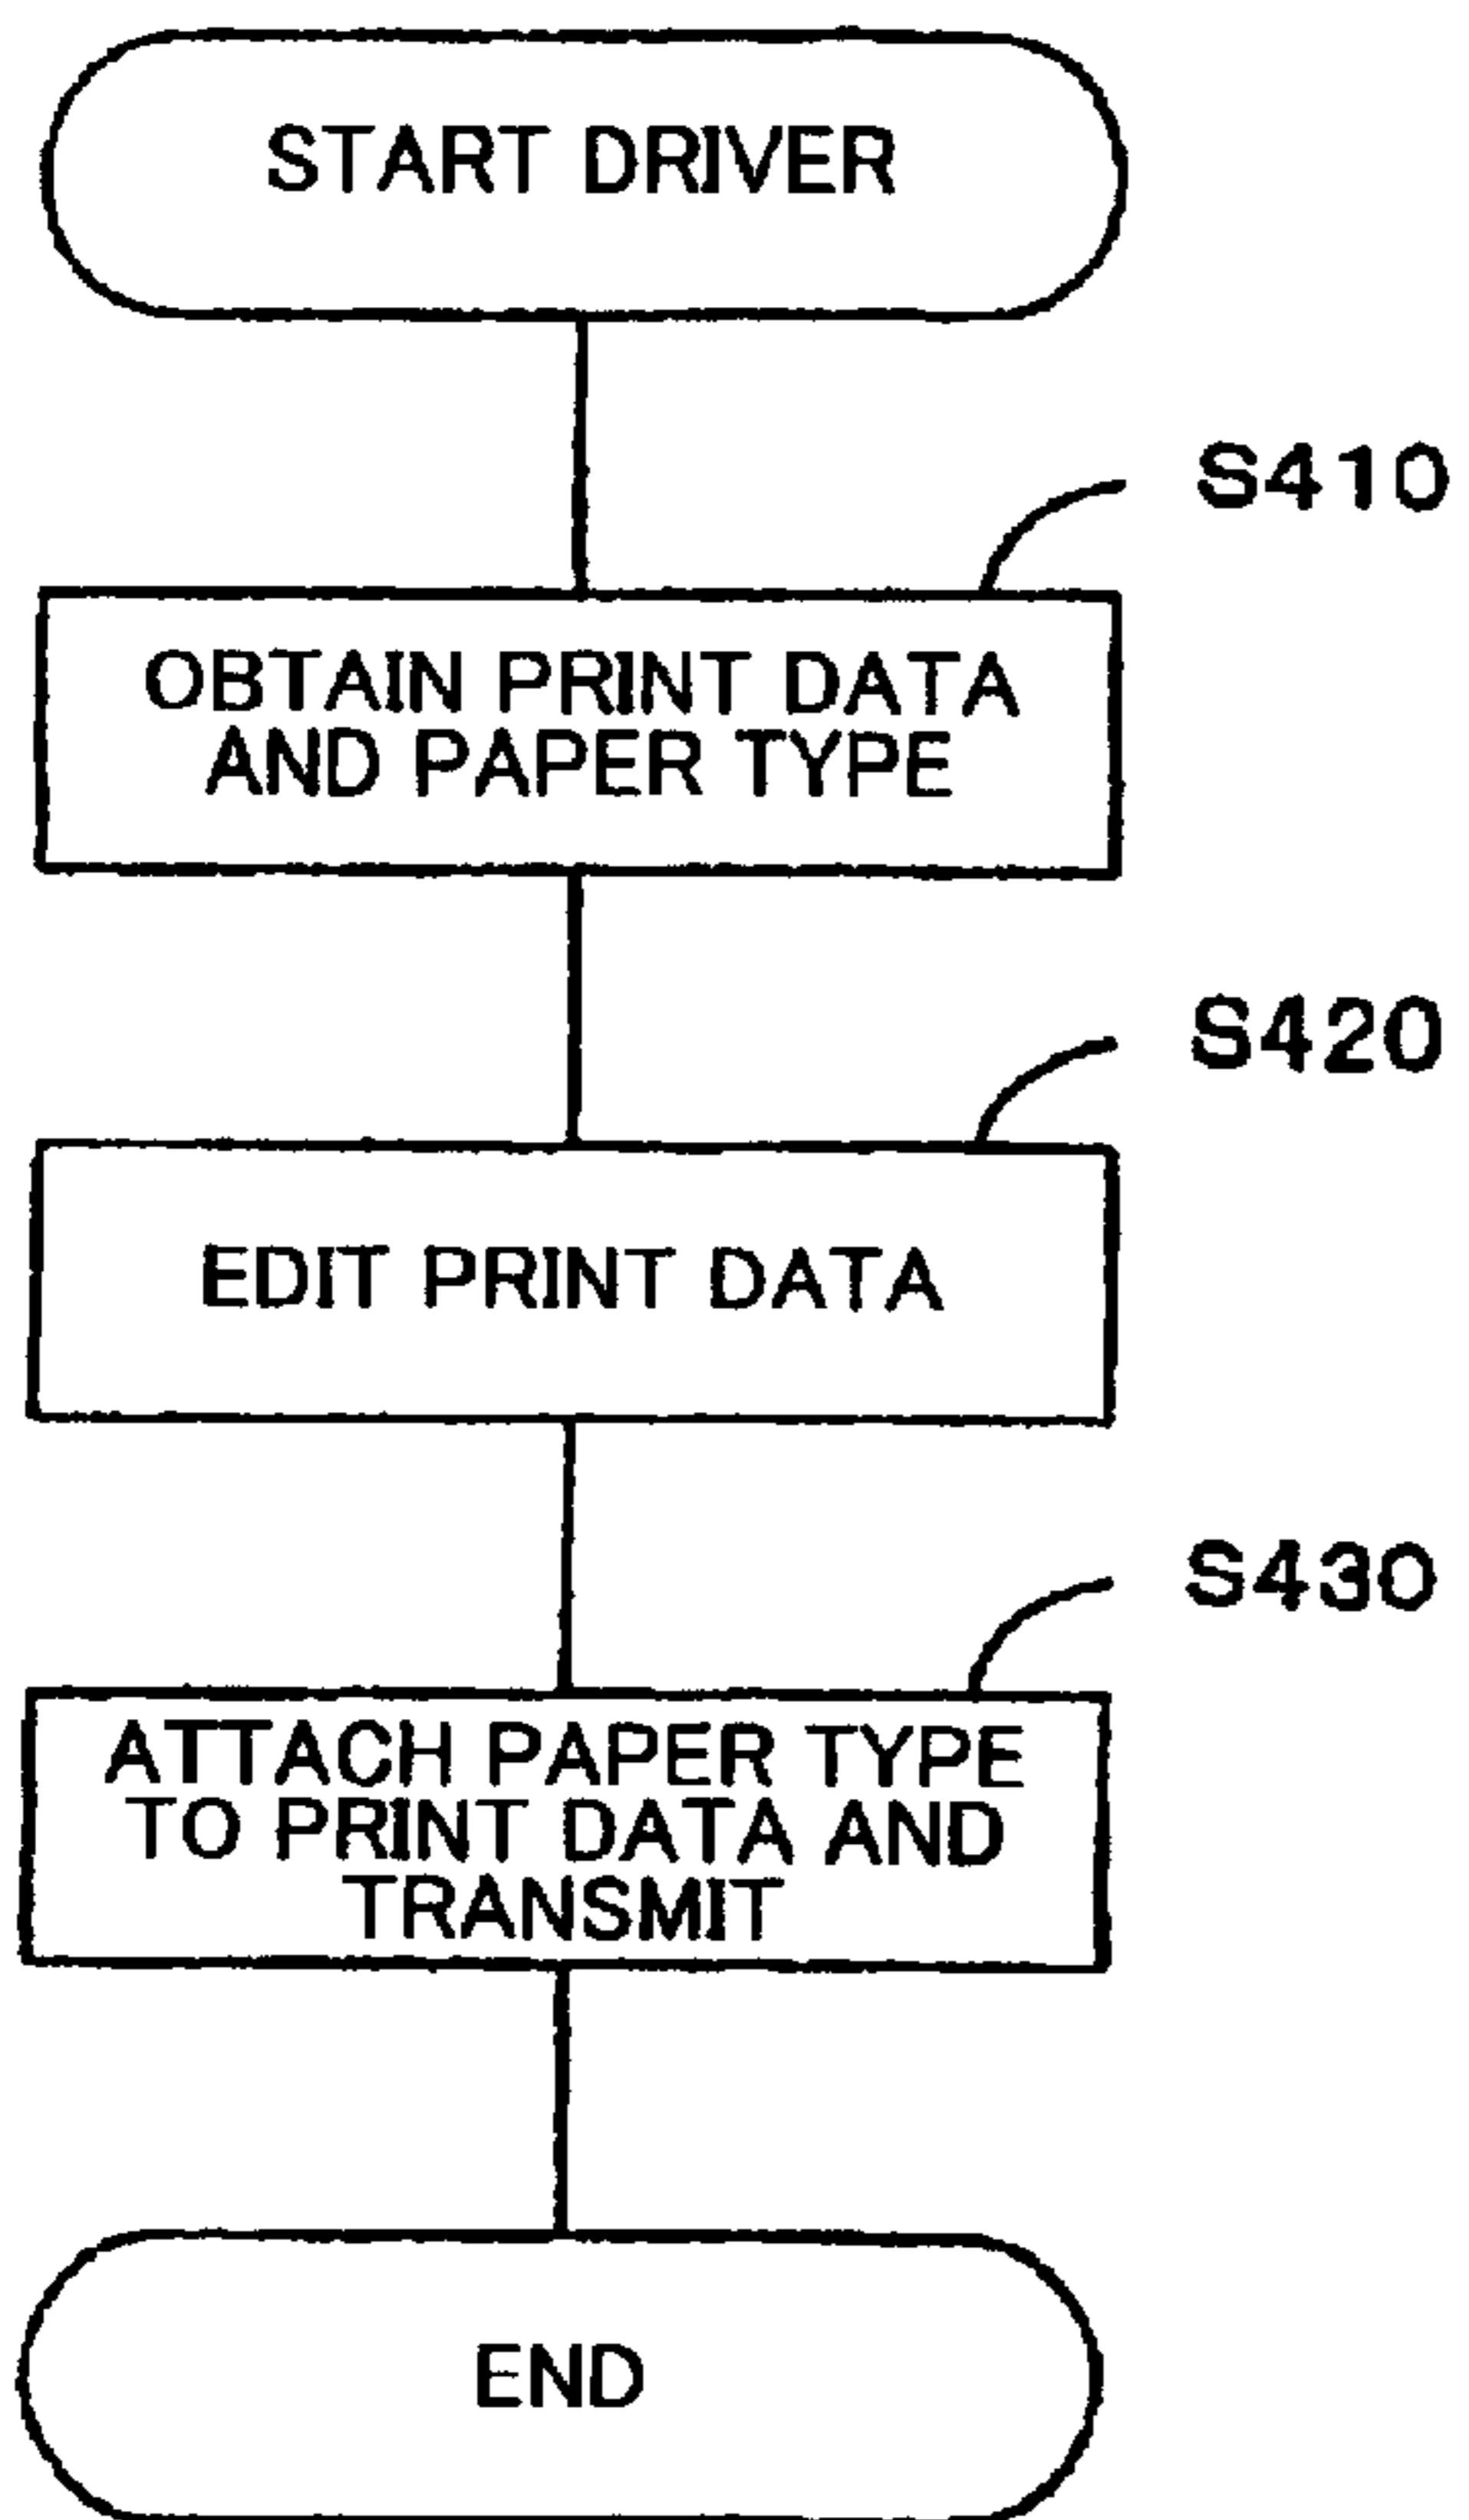 START DRIVER
S410
OBTAIN PRINT DATA
AND PAPER TYPE
S420
EDIT PRINT DATA
S430
ATTACH PAPER TYPE
TO PRINT DATA AND
TRANSMIT
END